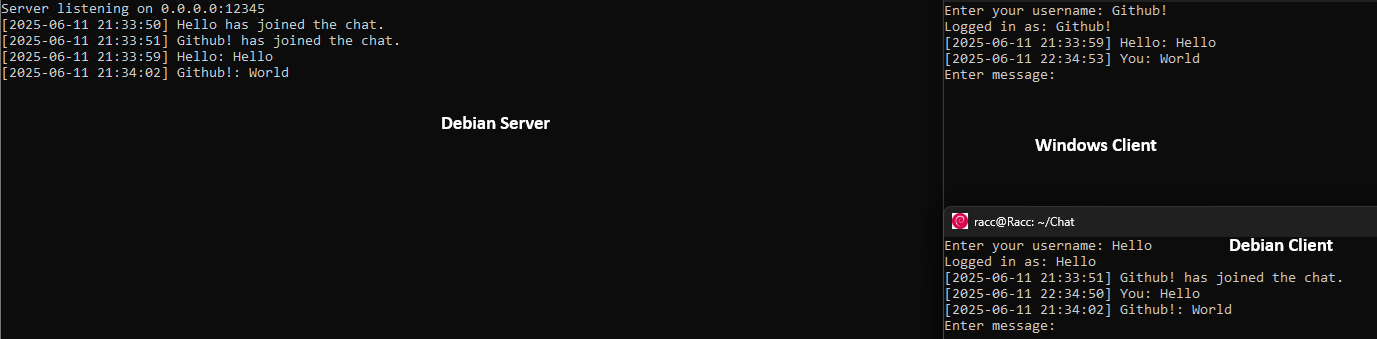 Server listening on 0.0.0.0:12345
[2025-06-11 21:33:50] Hello has joined the chat.
[2025-06-11 21:33:51] Github! has joined the chat.
[2025-06-11 21:33:59] Hello: Hello
[2025-06-11 21:34:02] Github!: World
Debian Server
Enter your username: Github!
Logged in as: Github!
[2025-06-11 21:33:59] Hello: Hello
[2025-06-11 22:34:53] You: World
Enter message:
Windows Client
racc@Racc: ~/Chat
Enter your username: Hello
Debian Client
Logged in as: Hello
[2025-06-11 21:33:51] Github! has joined the chat.
[2025-06-11 22:34:50] You: Hello
[2025-06-11 21:34:02] Github!: World
Enter message: